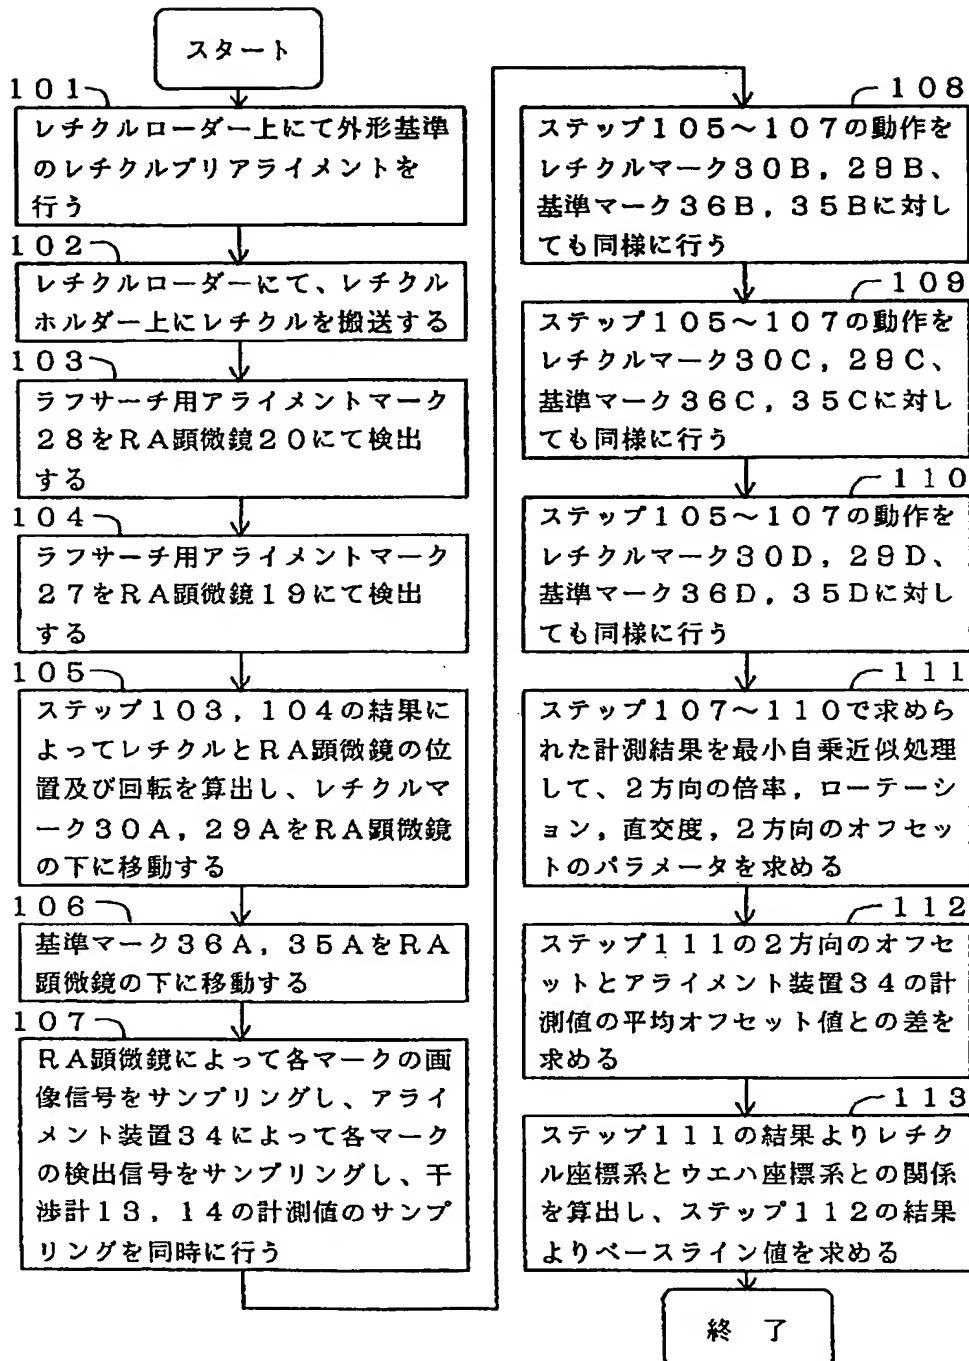 スタート
101
レチクルローダー上にて外形基準
のレチクルプリアライメントを
行う
102
レチクルローダーにて、レチクル
ホルダー上にレチクルを搬送する
103
ラフサーチ用アライメントマーク
28をRA顕微鏡20にて検出
する
104
ラフサーチ用アライメントマーク
27をRA顕微鏡19にて検出
する
105
ステップ103，104の結果に
よってレチクルとRA顕微鏡の位
置及び回転を算出し、レチクルマ
ーク30A，29AをRA顕微鏡
の下に移動する
106
基準マーク36A，35AをRA
顕微鏡の下に移動する
107
RA顕微鏡によって各マークの画
像信号をサンプリングし、アライ
メント装置34によって各マーク
の検出信号をサンプリングし、干
渉計13，14の計測値のサンプ
リングを同時に行う
108
ステップ105～107の動作を
レチクルマーク30B，29B、
基準マーク36B，35Bに対し
ても同様に行う
109
ステップ105～107の動作を
レチクルマーク30C，29C、
基準マーク36C，35Cに対し
ても同様に行う
110
ステップ105～107の動作を
レチクルマーク30D，29D、
基準マーク36D，35Dに対し
ても同様に行う
111
ステップ107～110で求めら
れた計測結果を最小自乗近似処理
して、2方向の倍率，ローテーシ
ョン，直交度，2方向のオフセッ
トのパラメータを求める
112
ステップ111の2方向のオフセ
ットとアライメント装置34の計
測値の平均オフセット値との差を
求める
113
ステップ111の結果よりレチク
ル座標系とウエハ座標系との関係
を算出し、ステップ112の結果
よりベースライン値を求める
終 了